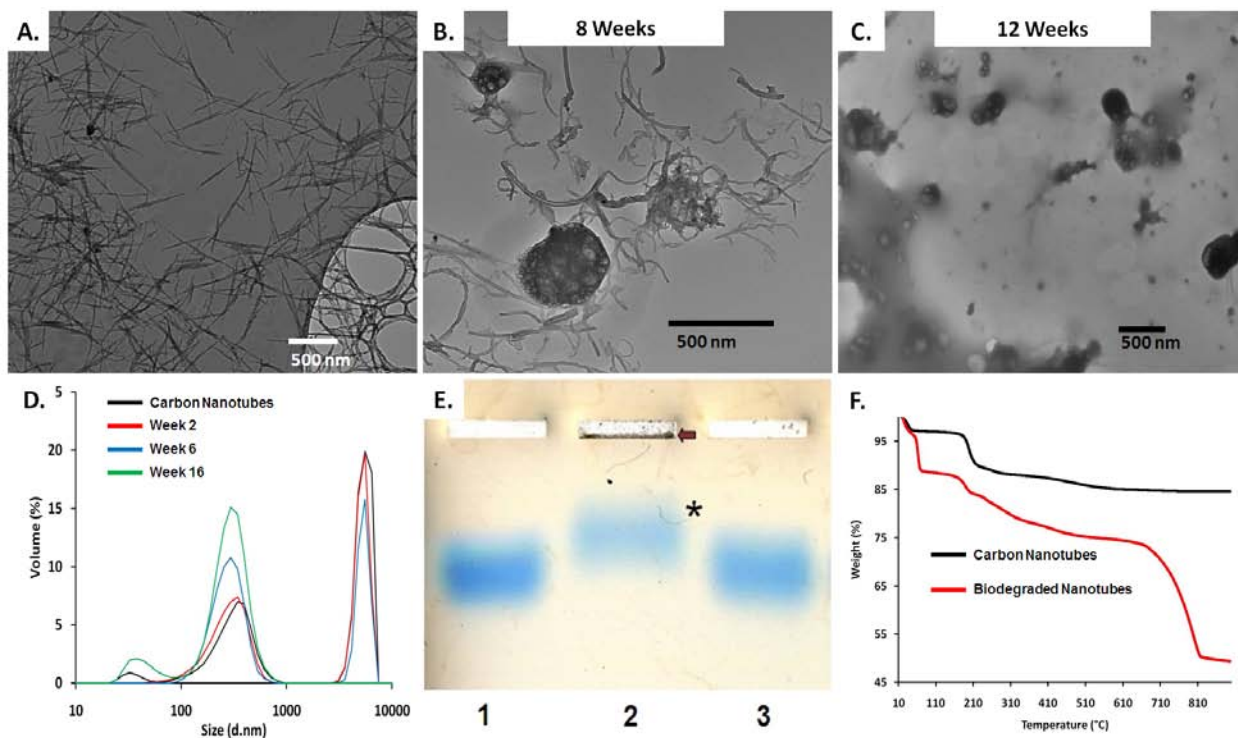 A.
500 nm
B.
8 Weeks
500 nm
C.
12 Weeks
500 nm
D.
Carbon Nanotubes
Week 2
Week 6
Week 16
5
20
15
10
5
0
Volume (%)
10 100 1000 10000
Size (d.nm)
E.
*
1 2 3
F.
95
85
75
65
55
45
Weight (%)
Carbon Nanotubes
Biodegraded Nanotubes
10 110 210 310 410 510 610 710 810
Temperature (°C)